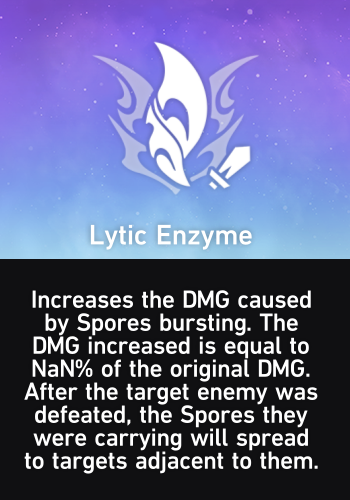 Lytic Enzyme
Increases the DMG caused
by Spores bursting. The
DMG increased is equal to
NaN% of the original DMG.
After the target enemy was
defeated, the Spores they
were carrying will spread
to targets adjacent to them.